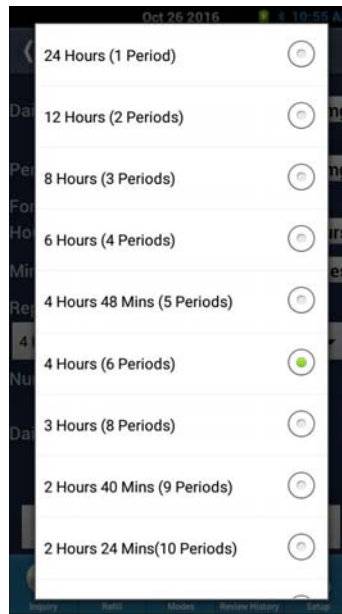 Oct 26 2016
10:55 A
24 Hours (1 Period)
12 Hours (2 Periods)
8 Hours (3 Periods)
6 Hours (4 Periods)
4 Hours 48 Mins (5 Periods)
4 Hours (6 Periods)
3 Hours (8 Periods)
2 Hours 40 Mins (9 Periods)
2 Hours 24 Mins(10 Periods)
Inquiry Refill Modes Review History Setup